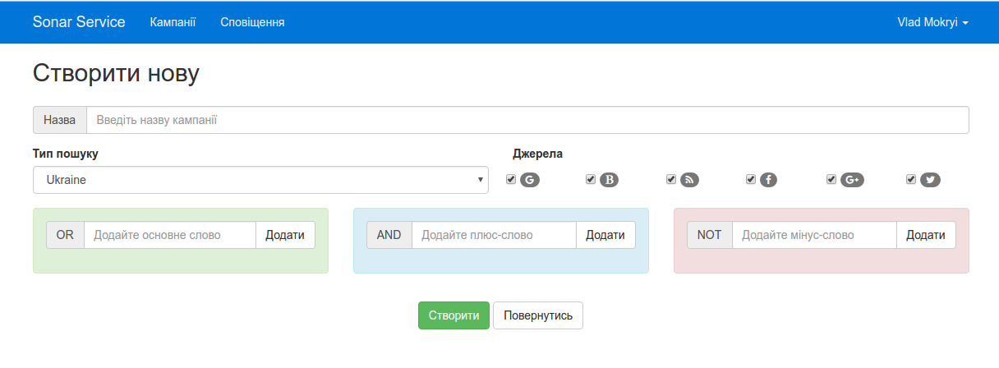 Sonar Service Кампанії Сповіщення Vlad Mokryi
Створити нову
Назва Введіть назву кампанії
Тип пошуку Джерела
Ukraine G B f G+
OR Додайте основне слово Додати AND Додайте плюс-слово Додати NOT Додайте мінус-слово Додати
Створити Повернутись